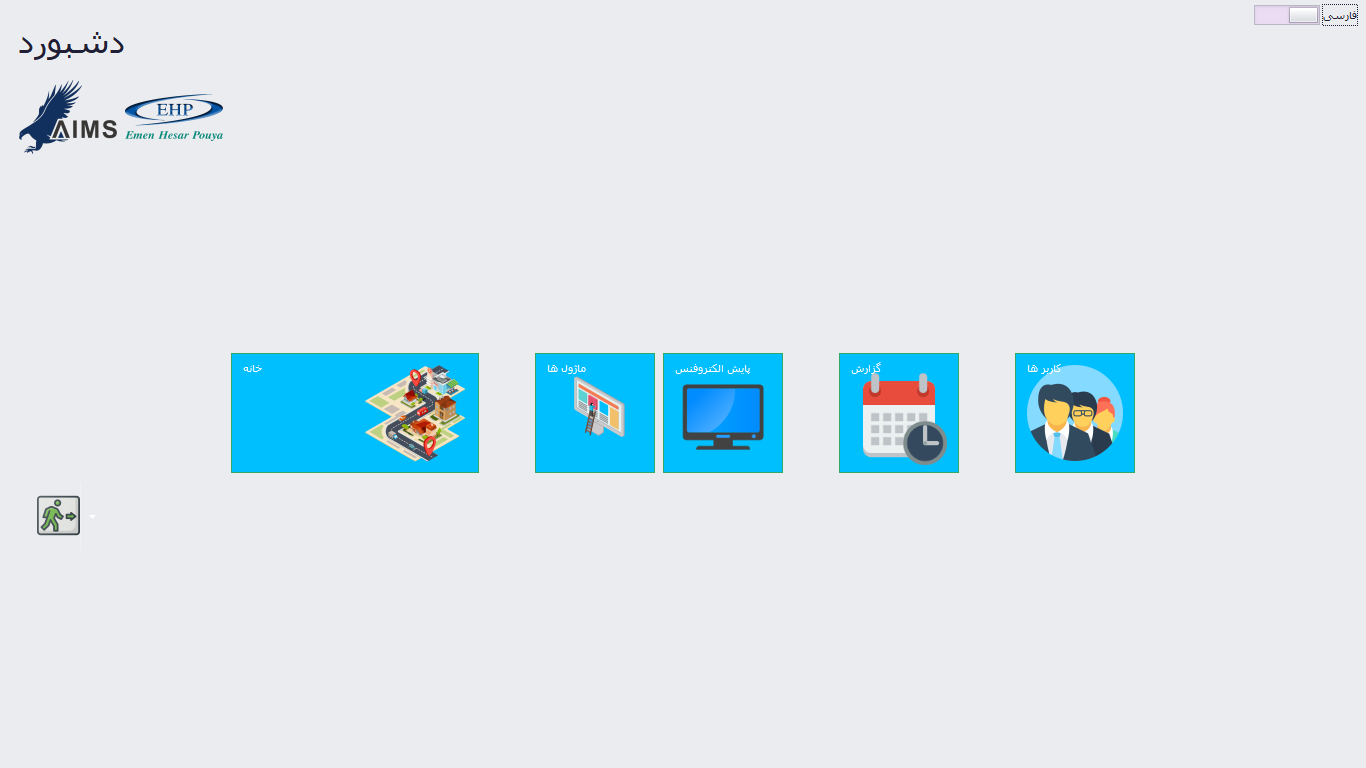 فارسی
دشبورد
AIMS
EHP
Emen Hesar Pouya
خانه
ماژول ها
پایش الکتروفنس
گزارش
کاربر ها